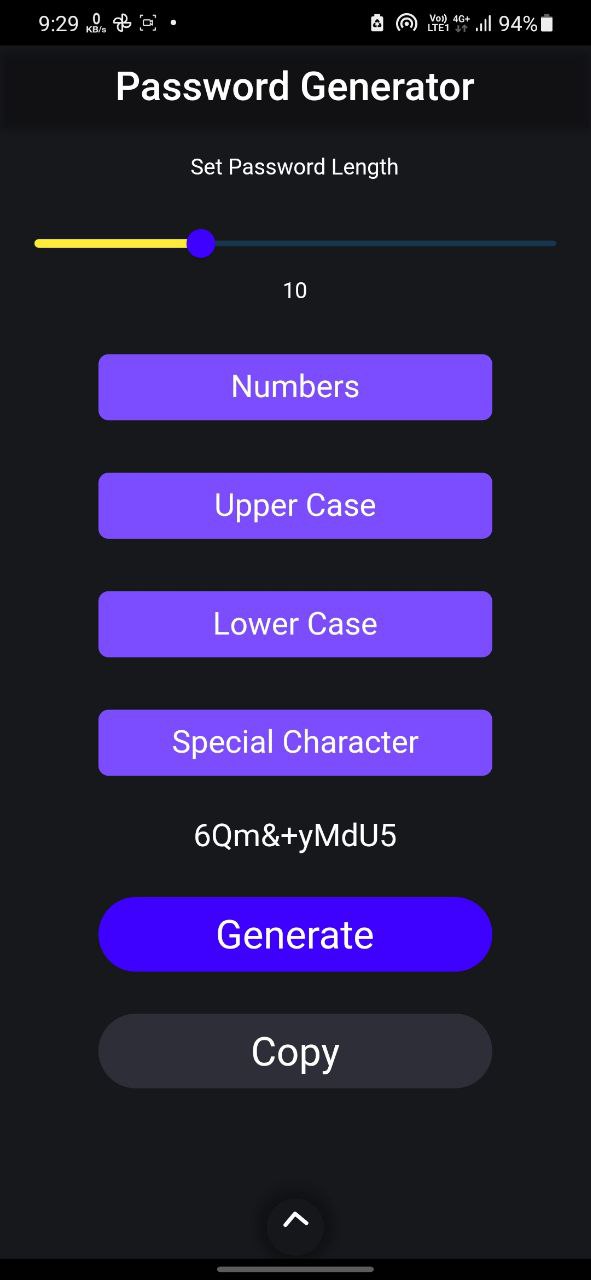 9:29 0 KB/s Vo)) LTE1 4G+ 94%
Password Generator
Set Password Length
10
Numbers
Upper Case
Lower Case
Special Character
6Qm&+yMdU5
Generate
Copy